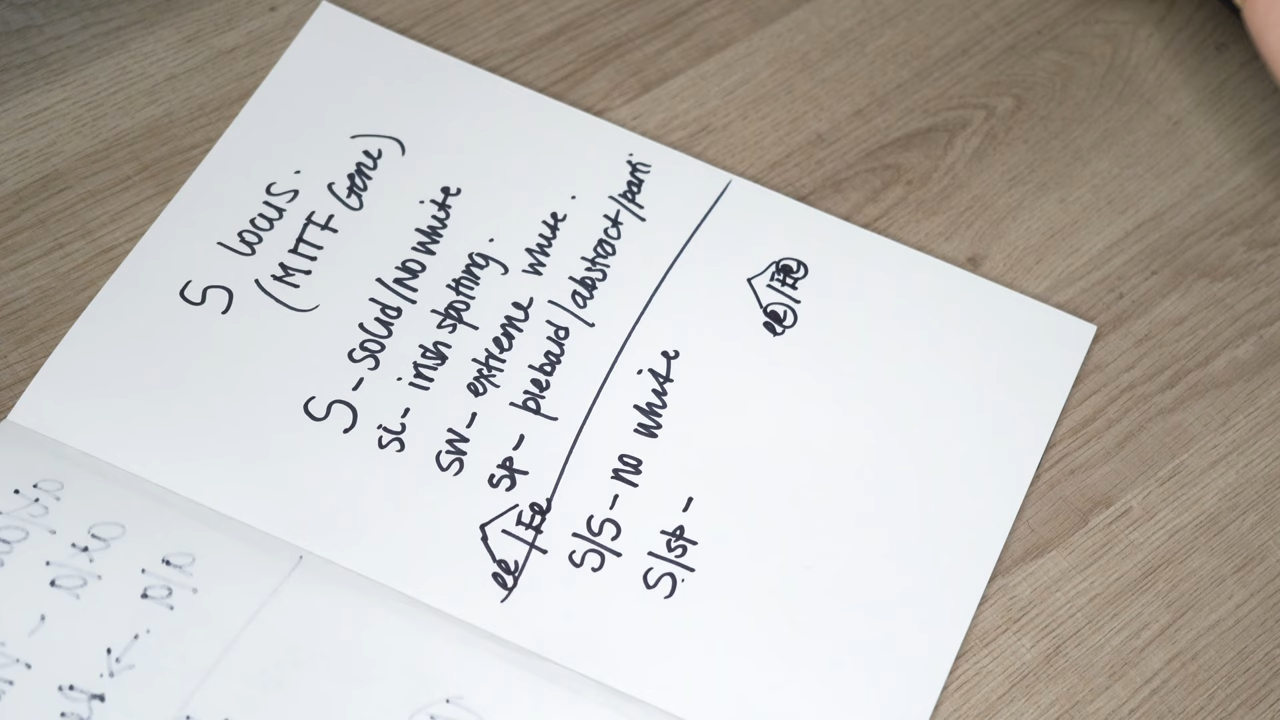 S locus.
(MITF Gene)
S - Solid/No white
si - irish spotting.
sw - extreme white.
sp - piebald/abstract/parti
ee/Ee
S/S - no white
S/sp -
ee/Ee